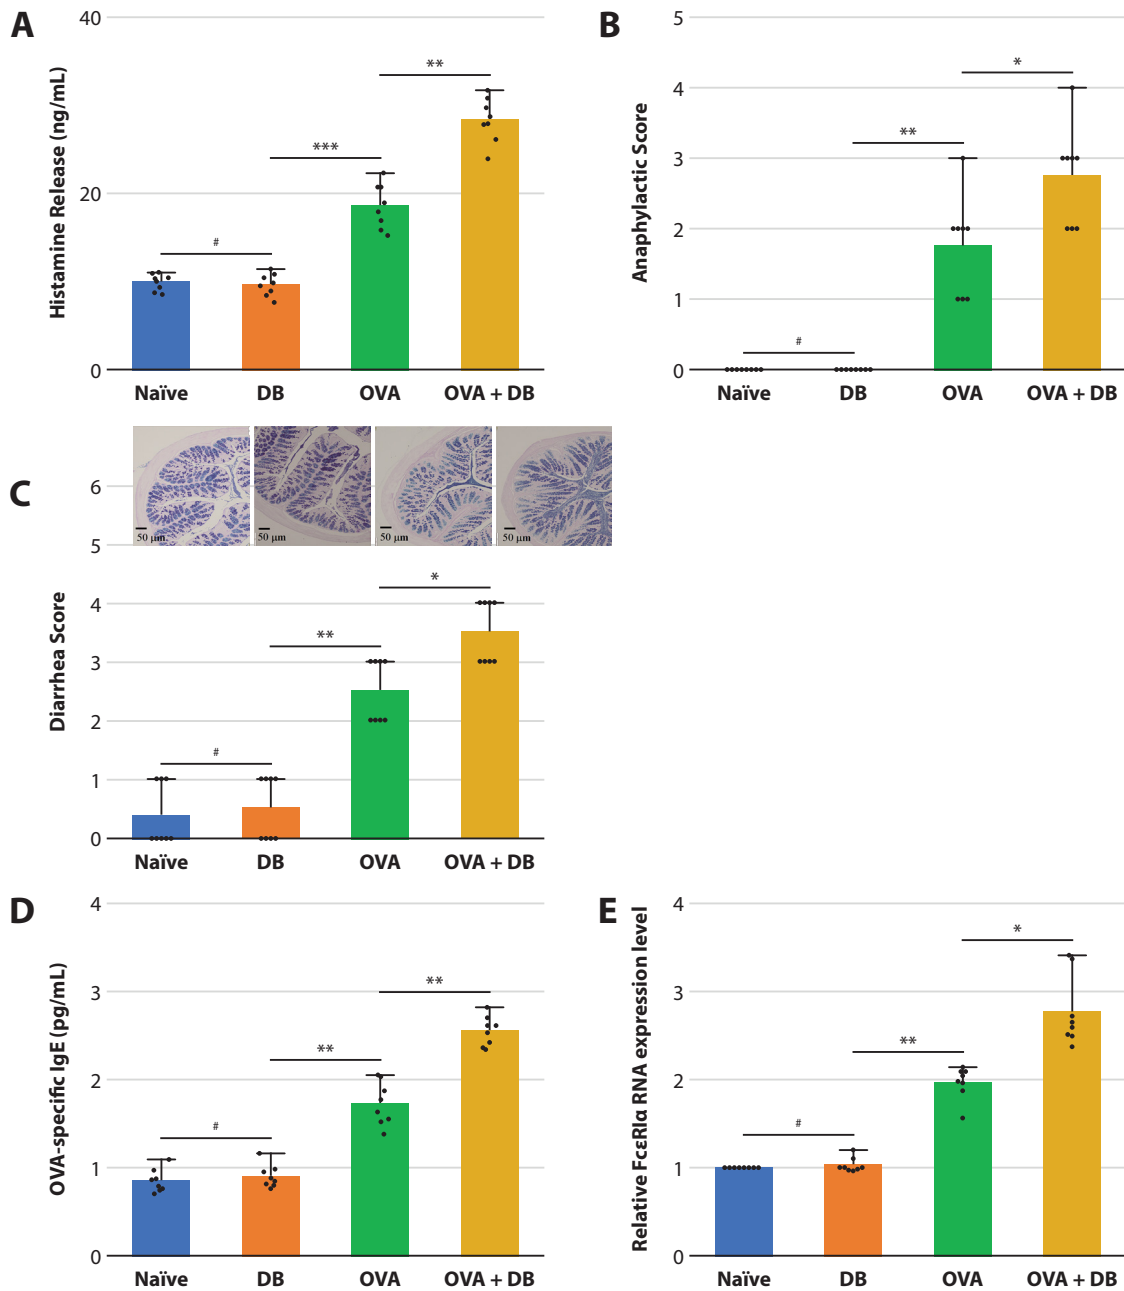 A
Histamine Release (ng/mL)
40
20
0
#
***
**
Naïve DB OVA OVA + DB
B
Anaphylactic Score
5
4
3
2
1
0
#
**
*
Naïve DB OVA OVA + DB
C
Diarrhea Score
6
5
4
3
2
1
0
50 μm 50 μm 50 μm 50 μm
#
**
*
Naïve DB OVA OVA + DB
D
OVA-specific IgE (pg/mL)
4
3
2
1
0
#
**
**
Naïve DB OVA OVA + DB
E
Relative FcεRIα RNA expression level
4
3
2
1
0
#
**
*
Naïve DB OVA OVA + DB